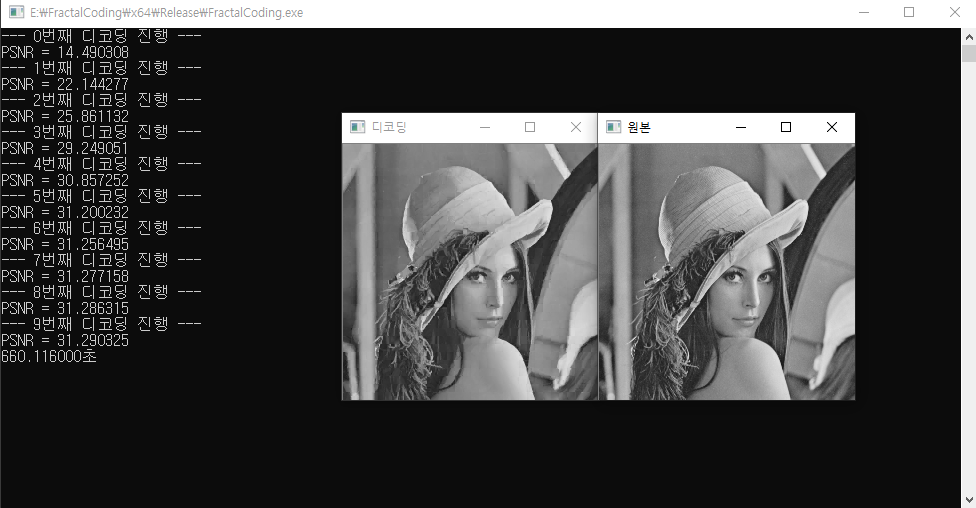 E:₩FractalCoding₩x64₩Release₩FractalCoding.exe
--- 0번째 디코딩 진행 ---
PSNR = 14.490308
--- 1번째 디코딩 진행 ---
PSNR = 22.144277
--- 2번째 디코딩 진행 ---
PSNR = 25.861132
--- 3번째 디코딩 진행 ---
PSNR = 29.249051
--- 4번째 디코딩 진행 ---
PSNR = 30.857252
--- 5번째 디코딩 진행 ---
PSNR = 31.200232
--- 6번째 디코딩 진행 ---
PSNR = 31.256495
--- 7번째 디코딩 진행 ---
PSNR = 31.277158
--- 8번째 디코딩 진행 ---
PSNR = 31.286315
--- 9번째 디코딩 진행 ---
PSNR = 31.290325
660.116000초
디코딩
원본